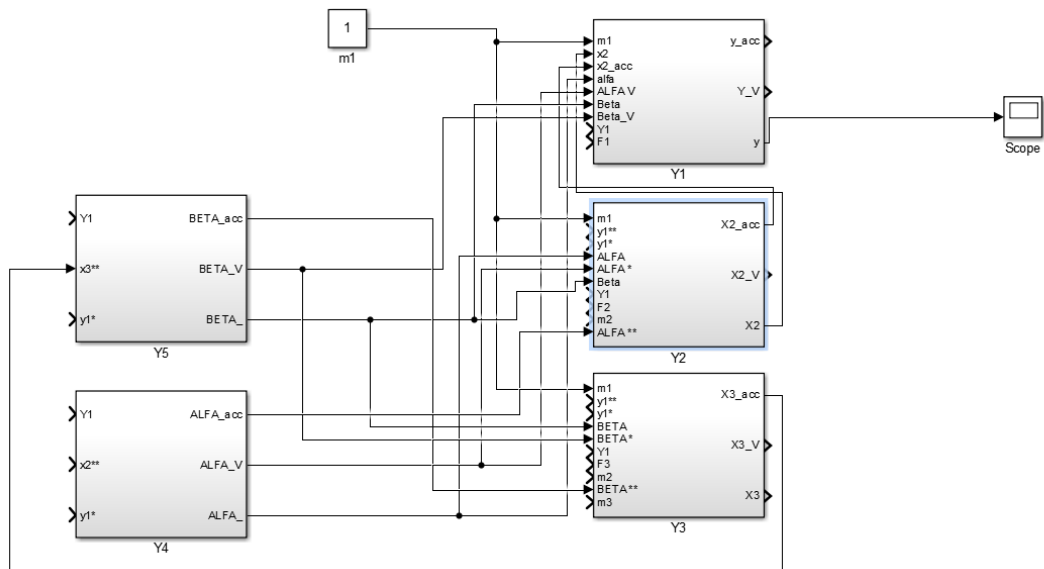 1
m1
m1
x2
x2_acc
alfa
ALFA V
Beta
Beta_V
Y1
F1
y_acc
Y_V
y
Y1
Scope
Y1
x3**
y1*
BETA_acc
BETA_V
BETA_
Y5
m1
y1**
y1*
ALFA
ALFA*
Beta
Y1
F2
m2
ALFA**
X2_acc
X2_V
X2
Y2
Y1
x2**
y1*
ALFA_acc
ALFA_V
ALFA_
Y4
m1
y1**
y1*
BETA
BETA*
Y1
F3
m2
BETA**
m3
X3_acc
X3_V
X3
Y3